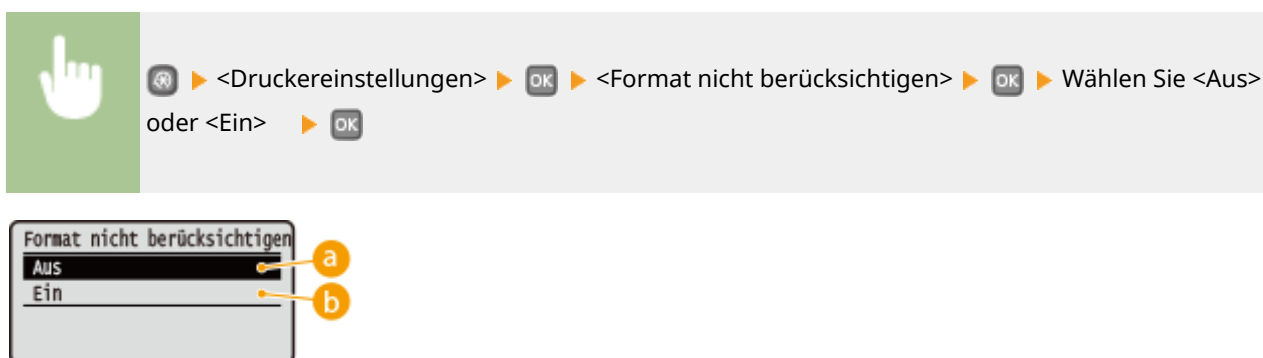 <Druckereinstellungen> OK <Format nicht berücksichtigen> OK Wählen Sie <Aus>
oder <Ein> OK
Format nicht berücksichtigen
Aus
a
Ein
b